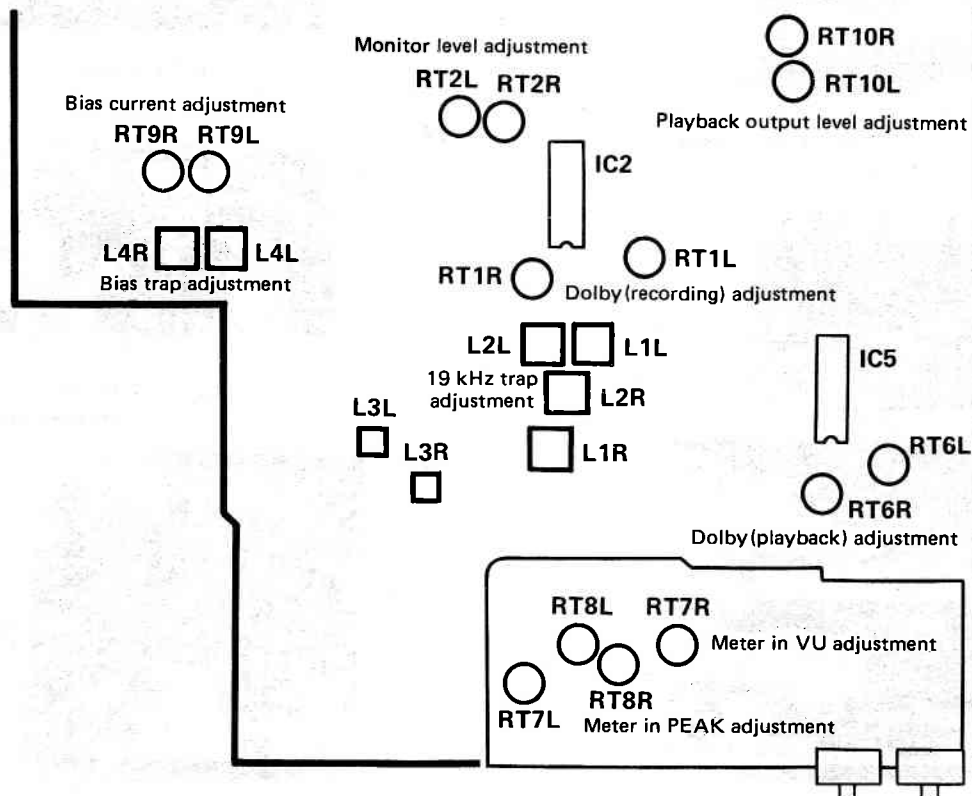 RT10R
Monitor level adjustment
RT2L RT2R
RT10L
Bias current adjustment
Playback output level adjustment
RT9R RT9L
IC2
L4R L4L
RT1R
RT1L
Bias trap adjustment
Dolby (recording) adjustment
L2L L1L
IC5
19 kHz trap
adjustment
L2R
L3L
L3R
L1R
RT6L
RT6R
Dolby (playback) adjustment
RT8L RT7R
Meter in VU adjustment
RT8R
RT7L
Meter in PEAK adjustment